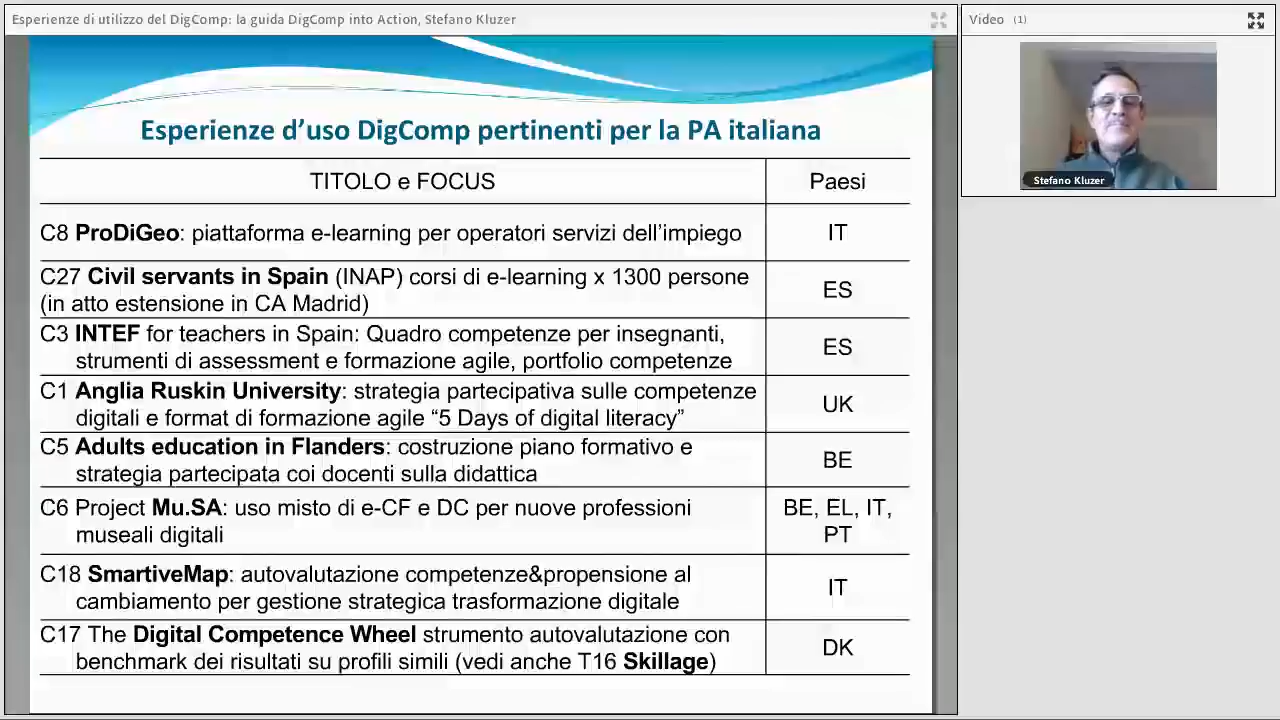 Esperienze di utilizzo del DigComp: la guida DigComp into Action, Stefano Kluzer
Video (1)
Stefano Kluzer
Esperienze d'uso DigComp pertinenti per la PA italiana
TITOLO e FOCUS
Paesi
C8 ProDiGeo: piattaforma e-learning per operatori servizi dell'impiego
IT
C27 Civil servants in Spain (INAP) corsi di e-learning x 1300 persone
(in atto estensione in CA Madrid)
ES
C3 INTEF for teachers in Spain: Quadro competenze per insegnanti,
strumenti di assessment e formazione agile, portfolio competenze
ES
C1 Anglia Ruskin University: strategia partecipativa sulle competenze
digitali e format di formazione agile “5 Days of digital literacy”
UK
C5 Adults education in Flanders: costruzione piano formativo e
strategia partecipata coi docenti sulla didattica
BE
C6 Project Mu.SA: uso misto di e-CF e DC per nuove professioni
museali digitali
BE, EL, IT,
PT
C18 SmartiveMap: autovalutazione competenze&propensione al
cambiamento per gestione strategica trasformazione digitale
IT
C17 The Digital Competence Wheel strumento autovalutazione con
benchmark dei risultati su profili simili (vedi anche T16 Skillage)
DK